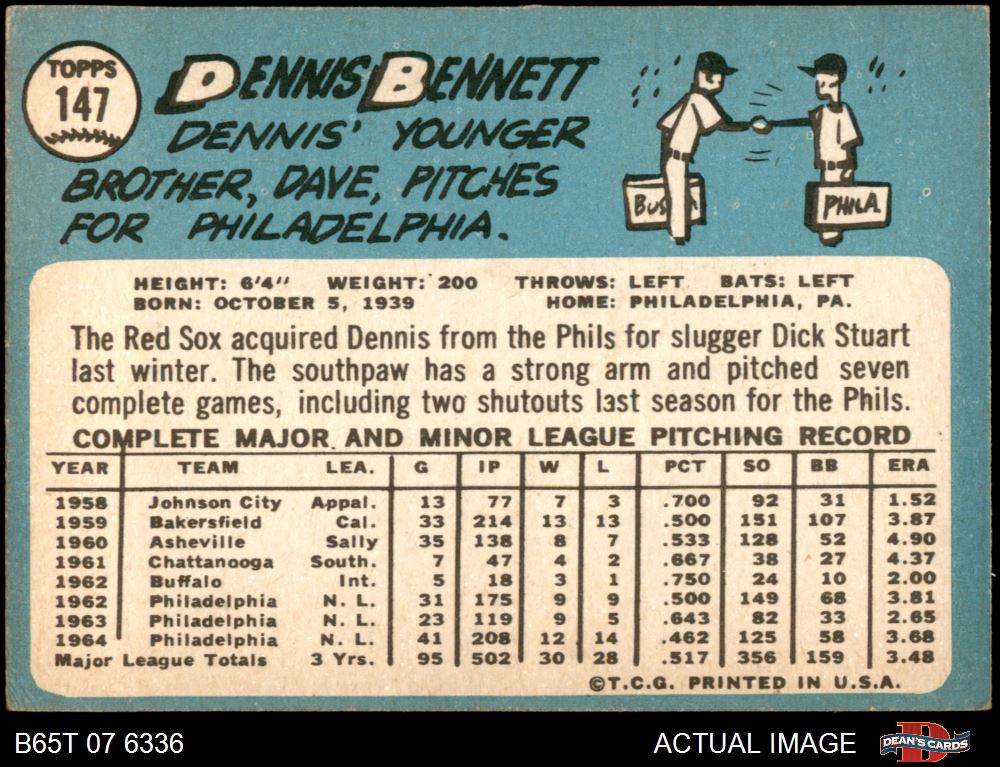 TOPPS
147
DENNIS BENNETT
DENNIS' YOUNGER
BROTHER, DAVE, PITCHES
FOR PHILADELPHIA.
PHILA.
HEIGHT: 6'4" WEIGHT: 200 THROWS: LEFT BATS: LEFT
BORN: OCTOBER 5, 1939 HOME: PHILADELPHIA, PA.
The Red Sox acquired Dennis from the Phils for slugger Dick Stuart
last winter. The southpaw has a strong arm and pitched seven
complete games, including two shutouts last season for the Phils.
COMPLETE MAJOR AND MINOR LEAGUE PITCHING RECORD
YEAR TEAM LEA. G IP W L PCT SO BB ERA
1958 Johnson City Appal. 13 77 7 3 .700 92 31 1.52
1959 Bakersfield Cal. 33 214 13 13 .500 151 107 3.87
1960 Asheville Sally 35 138 8 7 .533 128 52 4.90
1961 Chattanooga South. 7 47 4 2 .667 38 27 4.37
1962 Buffalo Int. 5 18 3 1 .750 24 10 2.00
1962 Philadelphia N. L. 31 175 9 9 .500 149 68 3.81
1963 Philadelphia N. L. 23 119 9 5 .643 82 33 2.65
1964 Philadelphia N. L. 41 208 12 14 .462 125 58 3.68
Major League Totals 3 Yrs. 95 502 30 28 .517 356 159 3.48
©T.C.G. PRINTED IN U.S.A.
B65T 07 6336 ACTUAL IMAGE DEAN'S CARDS